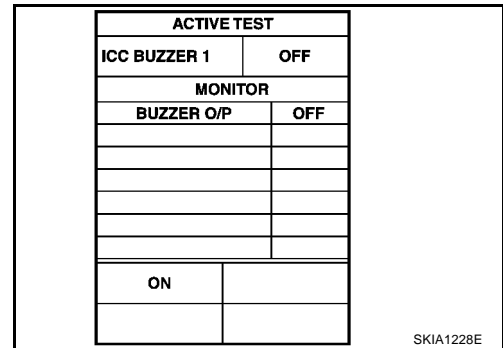 ACTIVE TEST
ICC BUZZER 1 OFF
MONITOR
BUZZER O/P OFF
ON
SKIA1228E